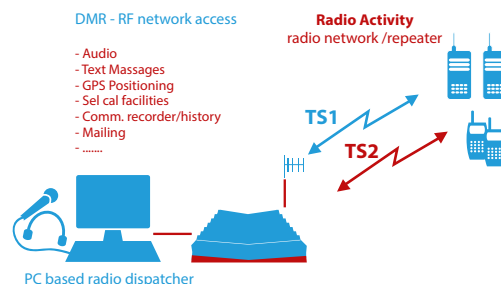 DMR - RF network access
- Audio
- Text Massages
- GPS Positioning
- Sel cal facilities
- Comm. recorder/history
- Mailing
- .......
Radio Activity
radio network /repeater
TS1
TS2
PC based radio dispatcher